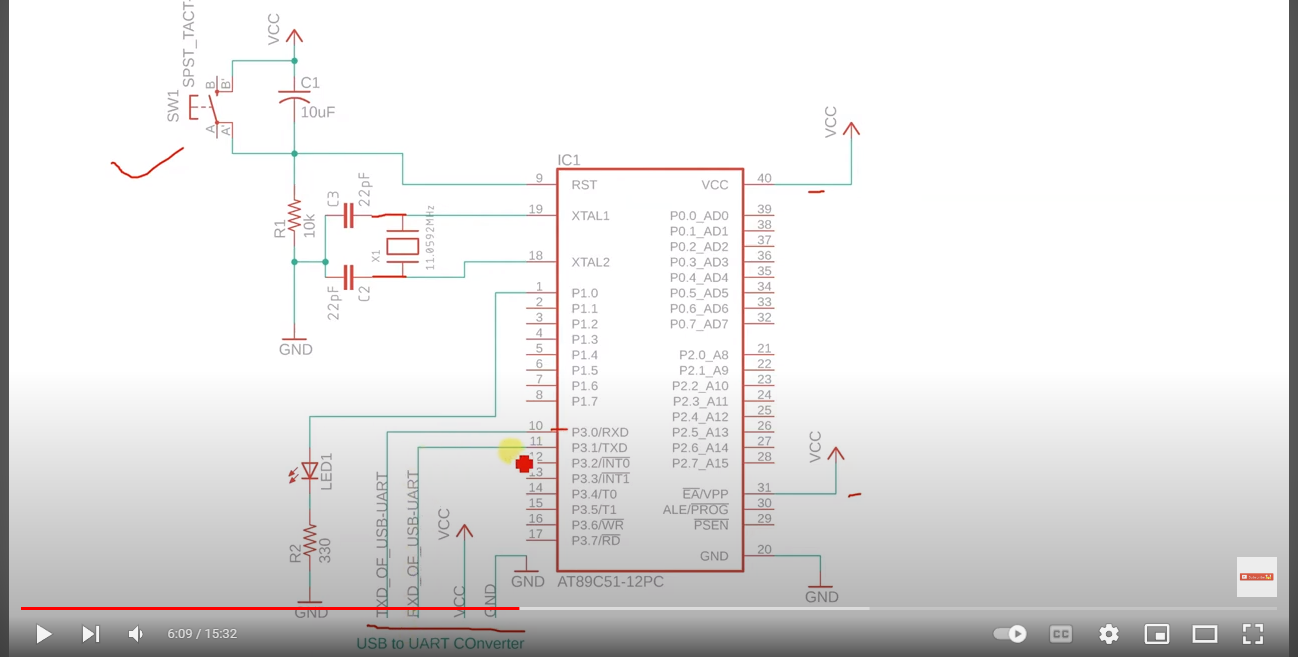 SPST_TACT-
VCC
SW1
B
B'
A
A'
C1
10uF
VCC
IC1
9 RST
VCC 40
C3
22pF
19 XTAL1
P0.0_AD0 39
P0.1_AD1 38
R1
10k
X1
11.0592MHz
P0.2_AD2 37
P0.3_AD3 36
18 XTAL2
P0.4_AD4 35
22pF
C2
1 P1.0
P0.5_AD5 34
2 P1.1
P0.6_AD6 33
3 P1.2
P0.7_AD7 32
4 P1.3
GND
5 P1.4
P2.0_A8 21
6 P1.5
P2.1_A9 22
7 P1.6
P2.2_A10 23
8 P1.7
P2.3_A11 24
P2.4_A12 25
10 P3.0/RXD
P2.5_A13 26
11 P3.1/TXD
P2.6_A14 27
12 P3.2/INT0
P2.7_A15 28
VCC
13 P3.3/INT1
LED1
14 P3.4/T0
EA/VPP 31
15 P3.5/T1
ALE/PROG 30
16 P3.6/WR
PSEN 29
17 P3.7/RD
R2
330
GND 20
TXD_OF_USB-UART
RXD_OF_USB-UART
VCC
VCC
GND
GND
AT89C51-12PC
GND
GND
USB to UART COnverter
6:09 / 15:32
CC